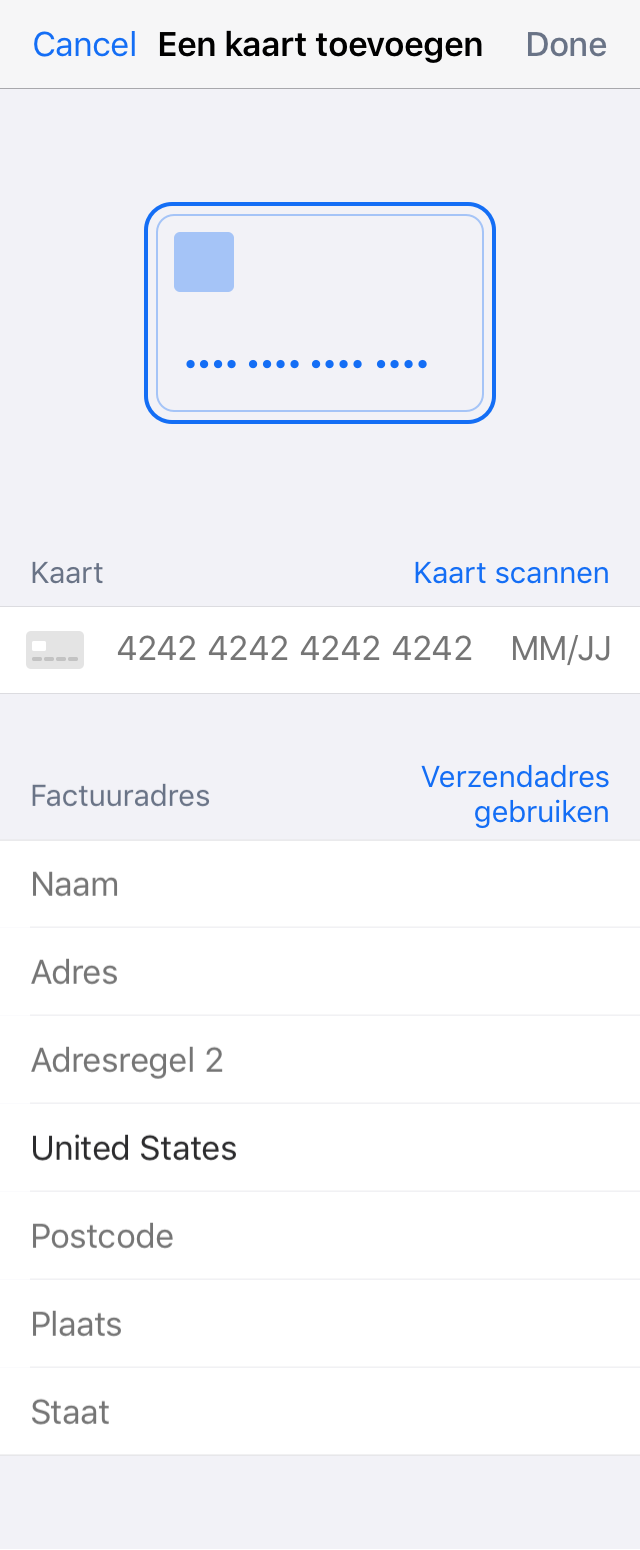 Cancel Een kaart toevoegen Done
•••• •••• •••• ••••
Kaart Kaart scannen
4242 4242 4242 4242 MM/JJ
Factuuradres
Verzendadres
gebruiken
Naam
Adres
Adresregel 2
United States
Postcode
Plaats
Staat